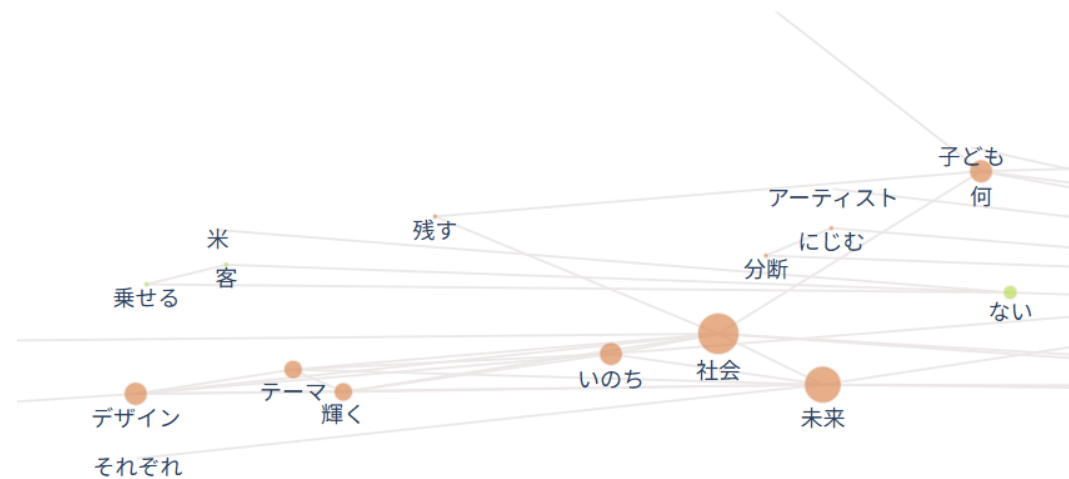 子ども
何
アーティスト
残す
米
にじむ
分断
客
乗せる
ない
社会
いのち
テーマ
輝く
デザイン
未来
それぞれ